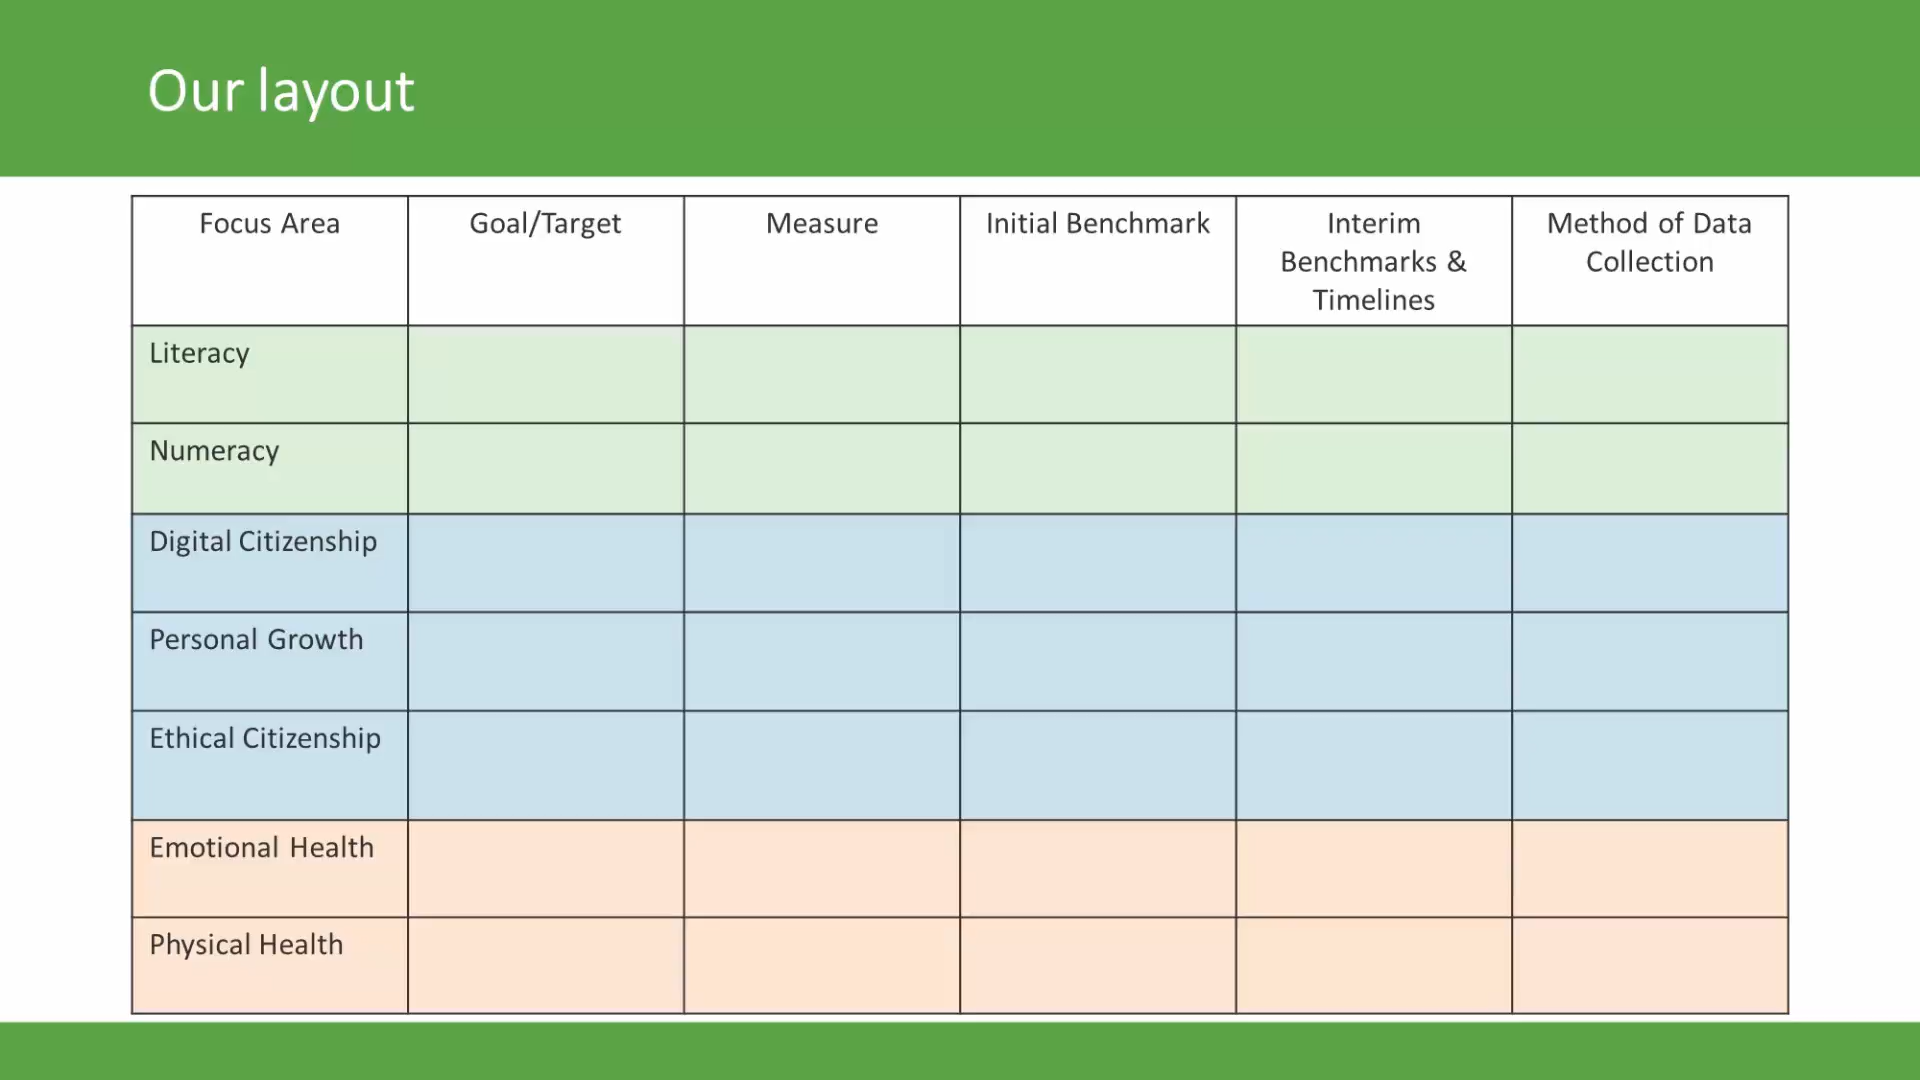 Our layout
Focus Area
Goal/Target
Measure
Initial Benchmark
Interim
Benchmarks &
Timelines
Method of Data
Collection
Literacy
Numeracy
Digital Citizenship
Personal Growth
Ethical Citizenship
Emotional Health
Physical Health